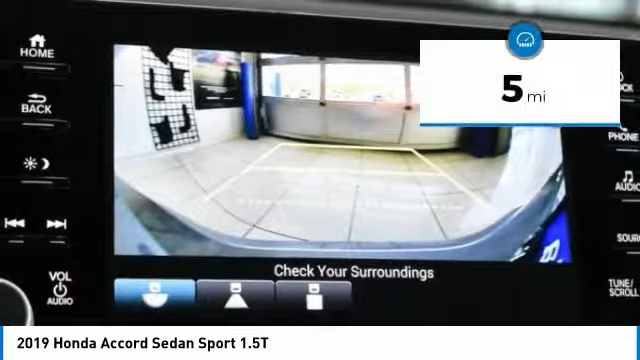 HOME
BACK
VOL
AUDIO
5 mi
PHONE
AUDIO
TUNE/
SCROLL
Check Your Surroundings
2019 Honda Accord Sedan Sport 1.5T